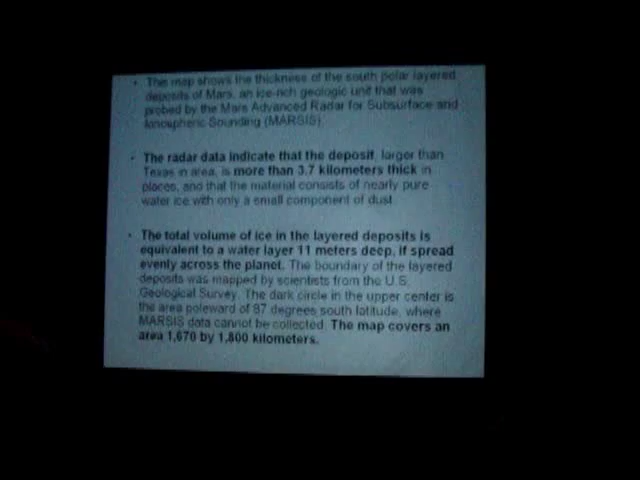 • This map shows the thickness of the south polar layered
deposits of Mars, an ice-rich geologic unit that was
probed by the Mars Advanced Radar for Subsurface and
Ionospheric Sounding (MARSIS)
• The radar data indicate that the deposit, larger than
Texas in area, is more than 3.7 kilometers thick in
places, and that the material consists of nearly pure
water ice with only a small component of dust
• The total volume of ice in the layered deposits is
equivalent to a water layer 11 meters deep, if spread
evenly across the planet. The boundary of the layered
deposits was mapped by scientists from the U.S.
Geological Survey. The dark circle in the upper center is
the area poleward of 87 degrees south latitude, where
MARSIS data cannot be collected. The map covers an
area 1,670 by 1,800 kilometers.